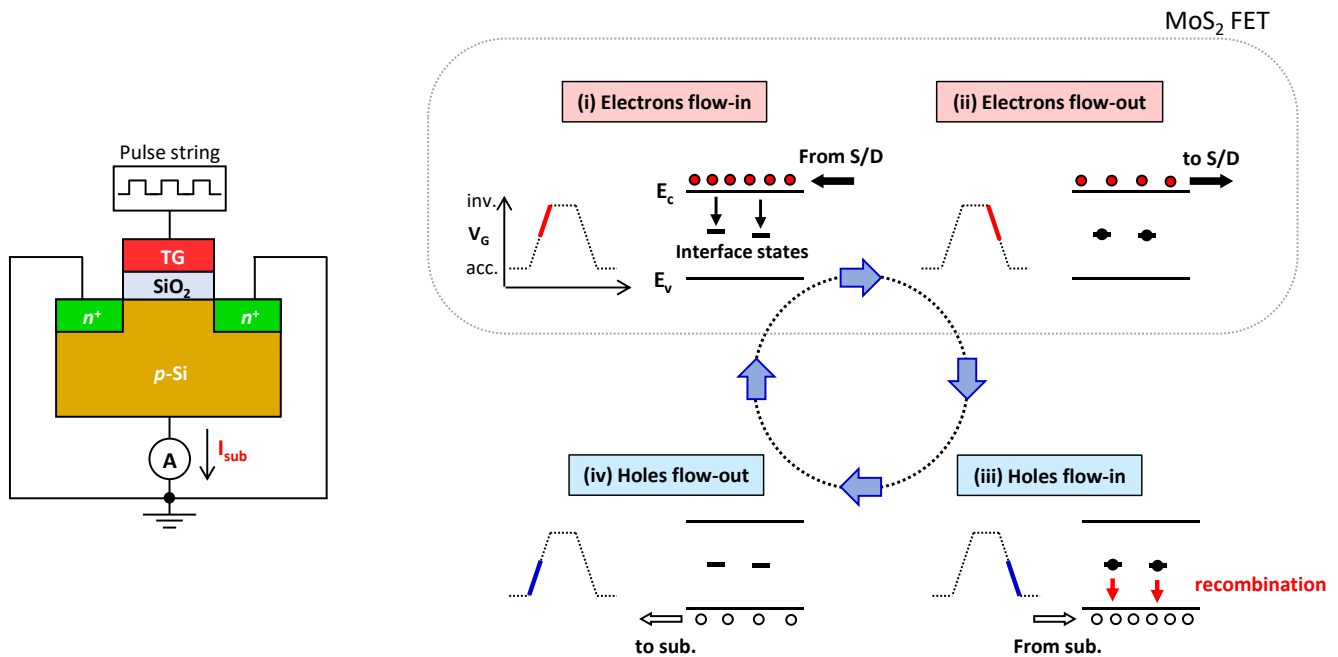 MoS2 FET
Pulse string
TG
SiO2
n+
n+
p-Si
A
Isub
(i) Electrons flow-in
(ii) Electrons flow-out
From S/D
to S/D
inv.
VG
acc.
Ec
Interface states
Ev
(iv) Holes flow-out
(iii) Holes flow-in
to sub.
From sub.
recombination